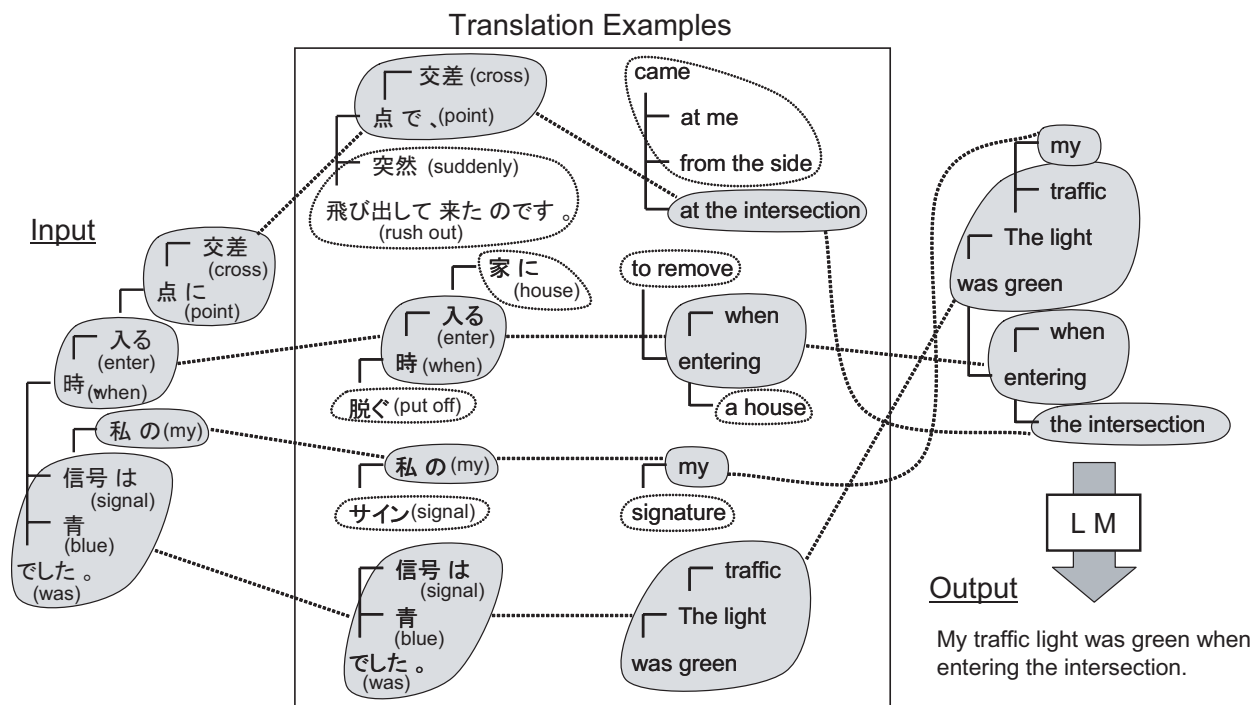 Translation Examples
Input
交差
(cross)
点 に
(point)
入る
(enter)
時 (when)
私 の (my)
信号 は
(signal)
青
(blue)
でした 。
(was)
交差 (cross)
点 で 、(point)
突然 (suddenly)
飛び出して 来た のです 。
(rush out)
家 に
(house)
入る
(enter)
時 (when)
脱ぐ (put off)
私 の (my)
サイン (signal)
信号 は
(signal)
青
(blue)
でした 。
(was)
came
at me
from the side
at the intersection
to remove
when
entering
a house
my
signature
traffic
The light
was green
my
traffic
The light
was green
when
entering
the intersection
L M
Output
My traffic light was green when
entering the intersection.